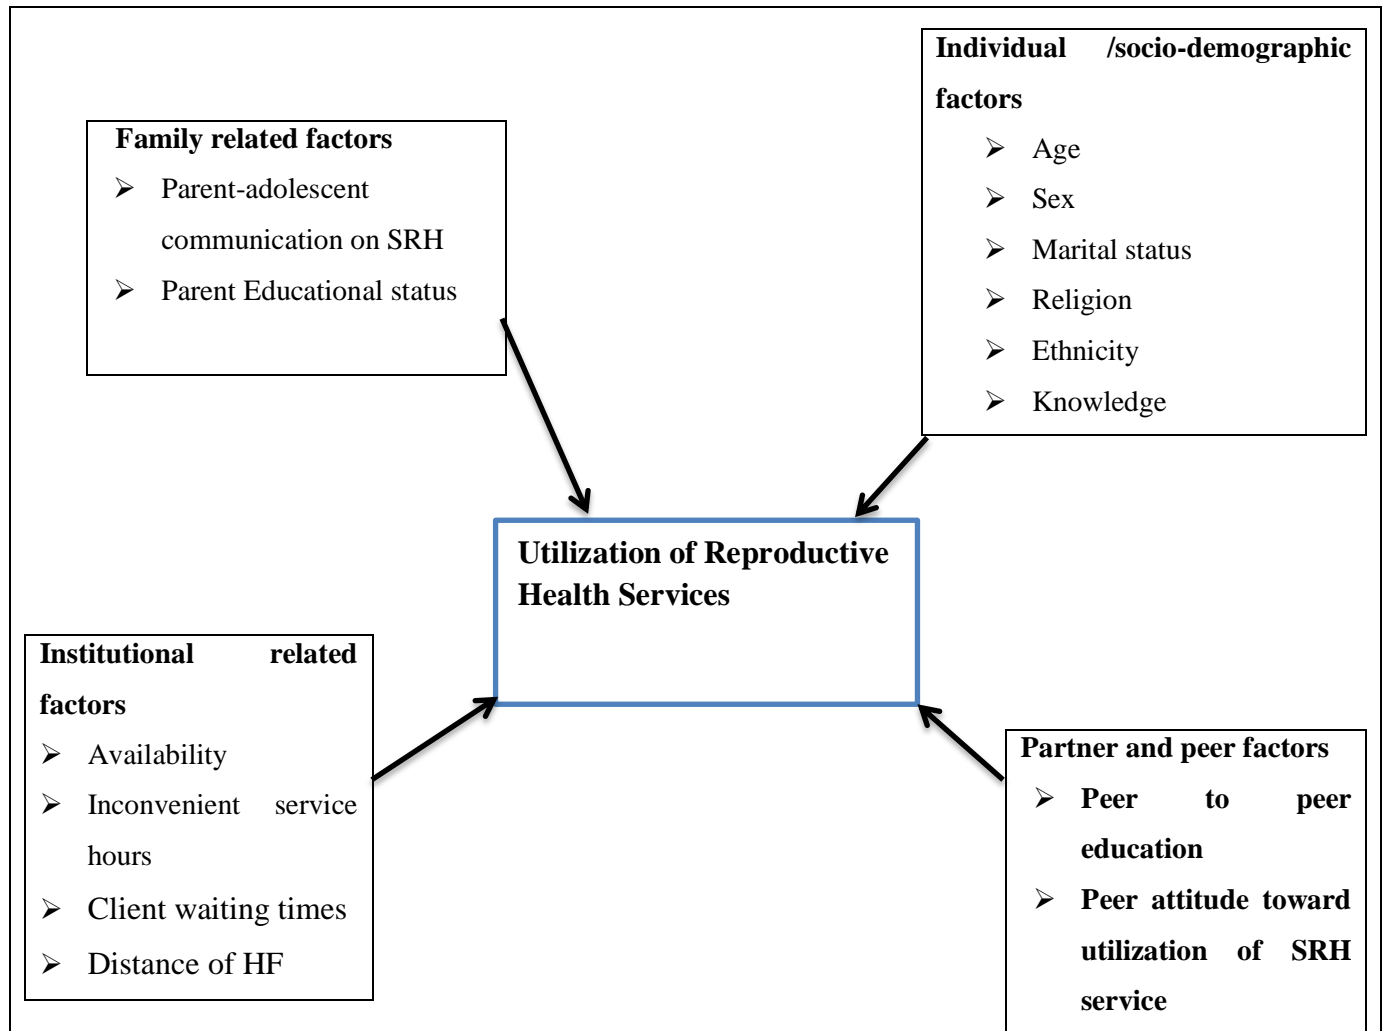 Individual /socio-demographic
factors
➢ Age
➢ Sex
➢ Marital status
➢ Religion
➢ Ethnicity
➢ Knowledge
Family related factors
➢ Parent-adolescent
communication on SRH
➢ Parent Educational status
Utilization of Reproductive
Health Services
Institutional related
factors
➢ Availability
➢ Inconvenient service
hours
➢ Client waiting times
➢ Distance of HF
Partner and peer factors
➢ Peer to peer
education
➢ Peer attitude toward
utilization of SRH
service